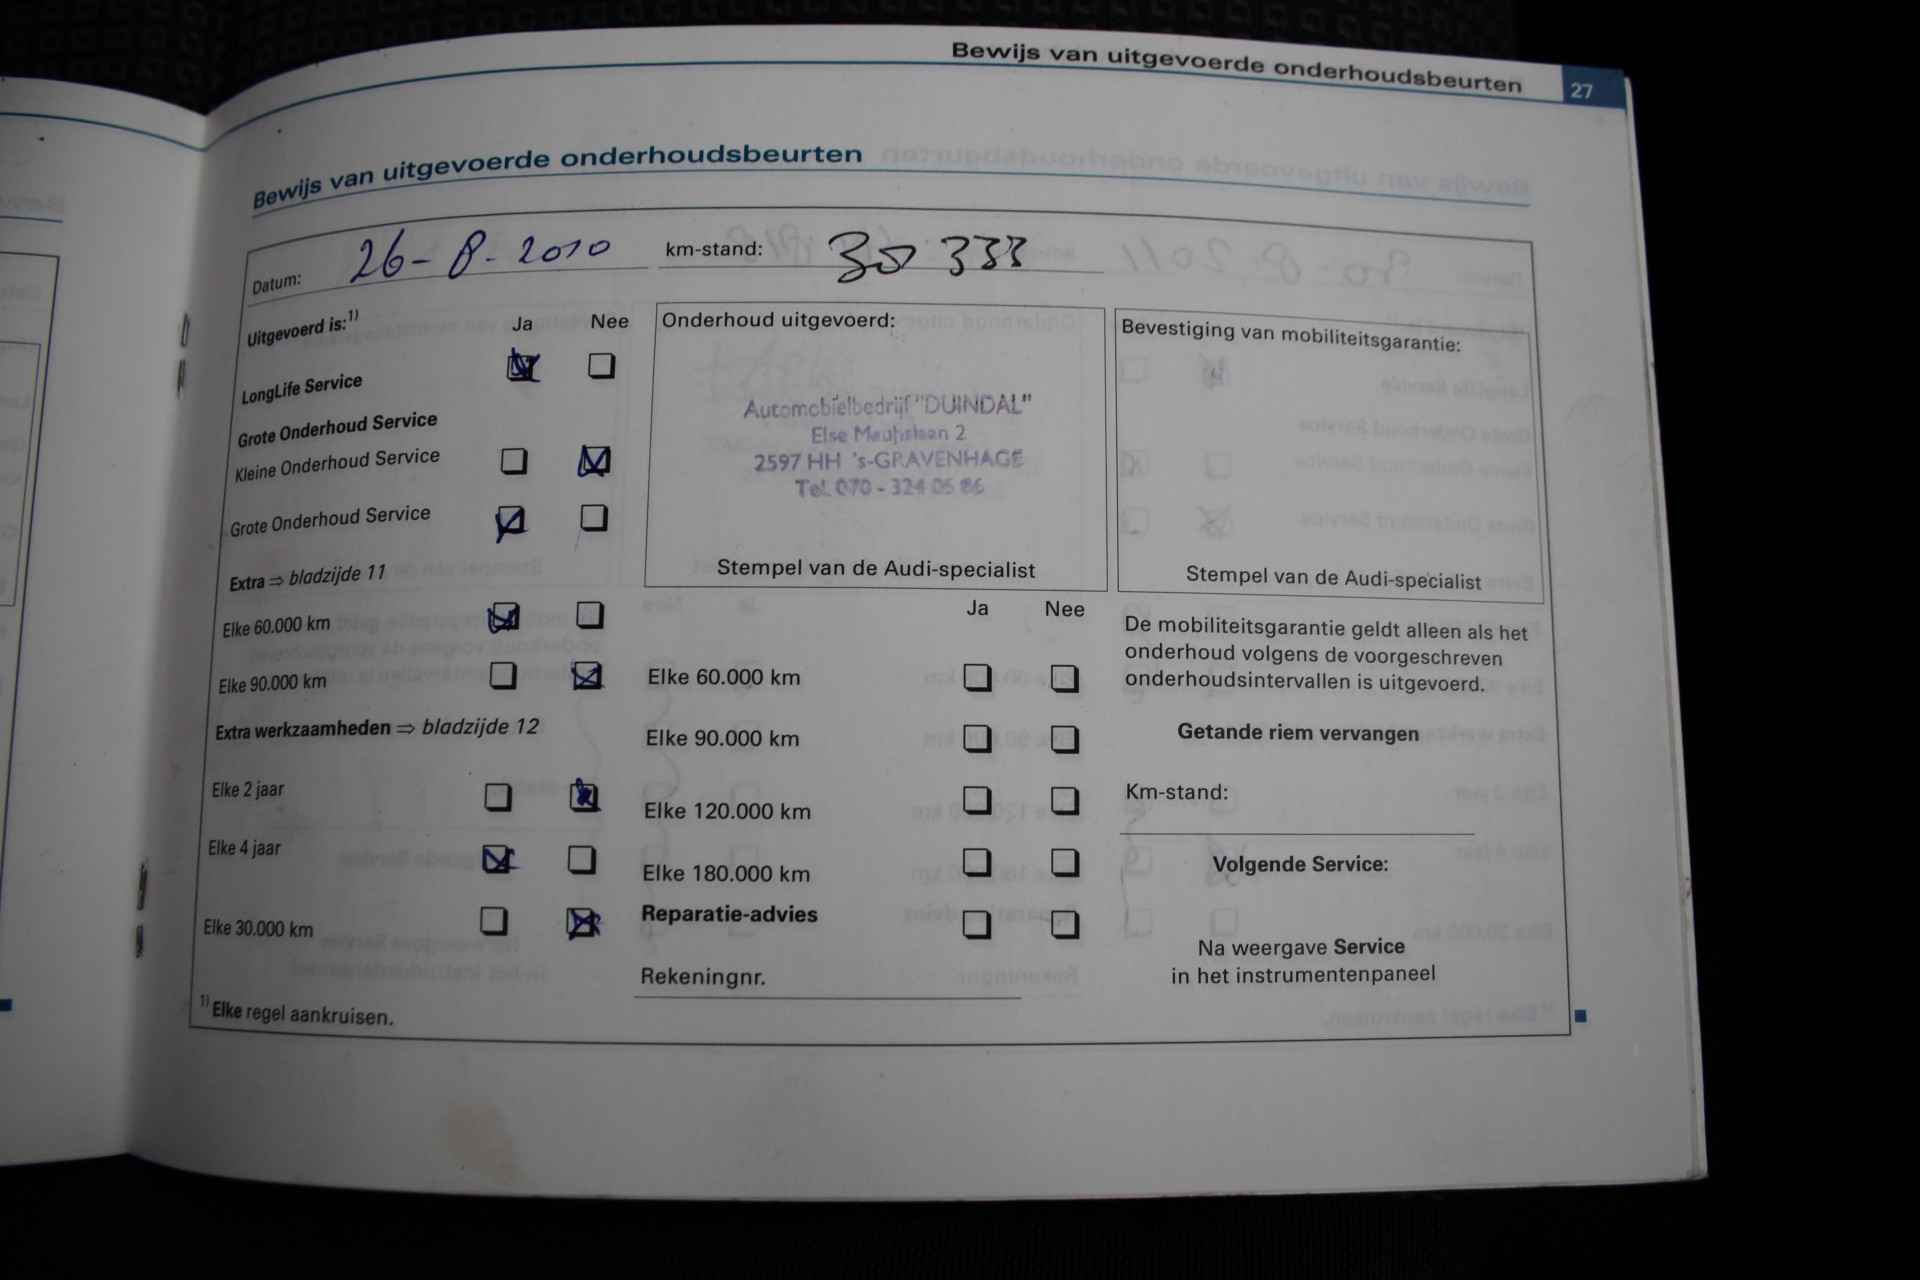 Bewijs van uitgevoerde onderhoudsbeurten 27
Bewijs van uitgevoerde onderhoudsbeurten
Datum: 26-8-2010 km-stand: 30 333
Uitgevoerd is:1) Ja Nee
LongLife Service
Grote Onderhoud Service
Kleine Onderhoud Service
Grote Onderhoud Service
Extra ⇒ bladzijde 11
Elke 60.000 km
Elke 90.000 km
Extra werkzaamheden ⇒ bladzijde 12
Elke 2 jaar
Elke 4 jaar
Elke 30.000 km
1) Elke regel aankruisen.
Onderhoud uitgevoerd:
Automobielbedrijf "DUINDAL"
Else 2
2597 HH 's-GRAVENHAGE
Tel. 070 - 324 06 86
Stempel van de Audi-specialist
Ja Nee
Elke 60.000 km
Elke 90.000 km
Elke 120.000 km
Elke 180.000 km
Reparatie-advies
Rekeningnr.
Bevestiging van mobiliteitsgarantie:
Stempel van de Audi-specialist
De mobiliteitsgarantie geldt alleen als het
onderhoud volgens de voorgeschreven
onderhoudsintervallen is uitgevoerd.
Getande riem vervangen
Km-stand:
Volgende Service:
Na weergave Service
in het instrumentenpaneel